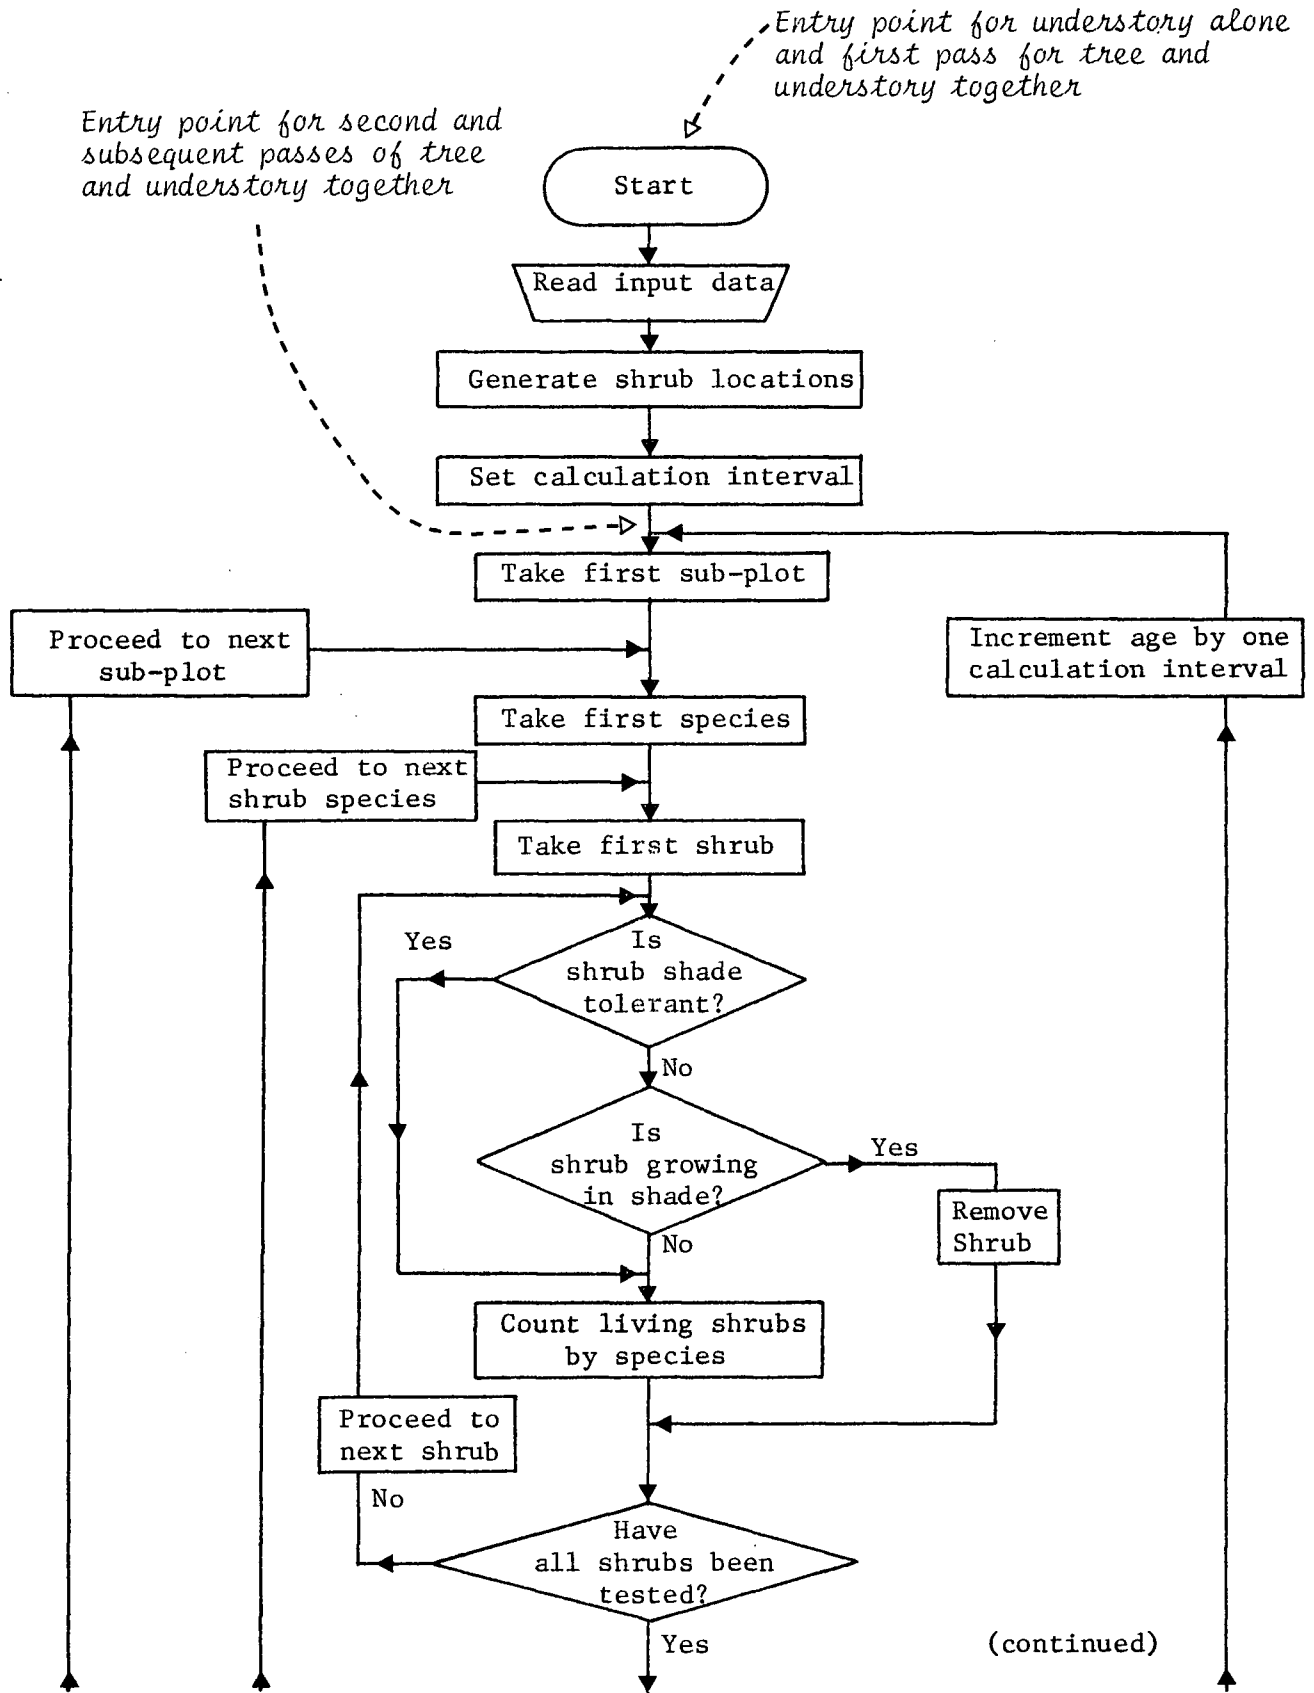 Entry point for understory alone
and first pass for tree and
understory together
Entry point for second and
subsequent passes of tree
and understory together
Start
Read input data
Generate shrub locations
Set calculation interval
Take first sub-plot
Proceed to next
sub-plot
Increment age by one
calculation interval
Take first species
Proceed to next
shrub species
Take first shrub
Yes
Is
shrub shade
tolerant?
No
Is
shrub growing
in shade?
Yes
Remove
Shrub
No
Count living shrubs
by species
Proceed to
next shrub
No
Have
all shrubs been
tested?
Yes
(continued)